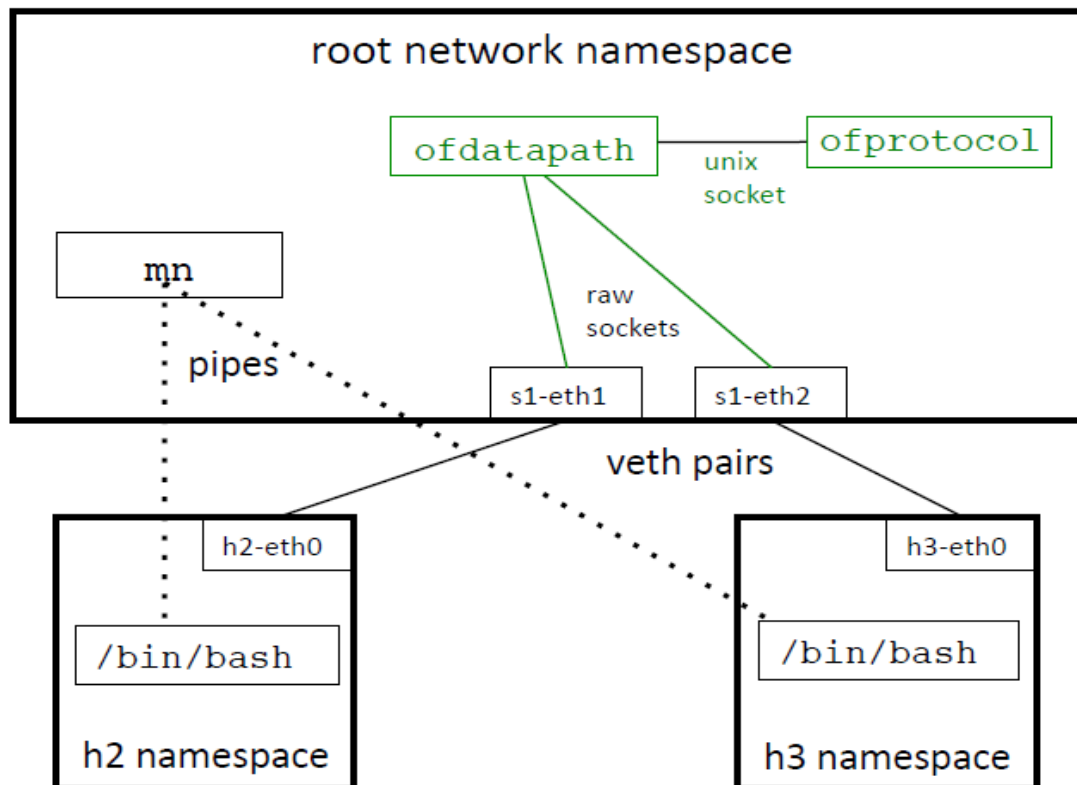 root network namespace
ofdatapath
ofprotocol
unix
socket
mn
raw
sockets
pipes
s1-eth1
s1-eth2
veth pairs
h2-eth0
h3-eth0
/bin/bash
/bin/bash
h2 namespace
h3 namespace